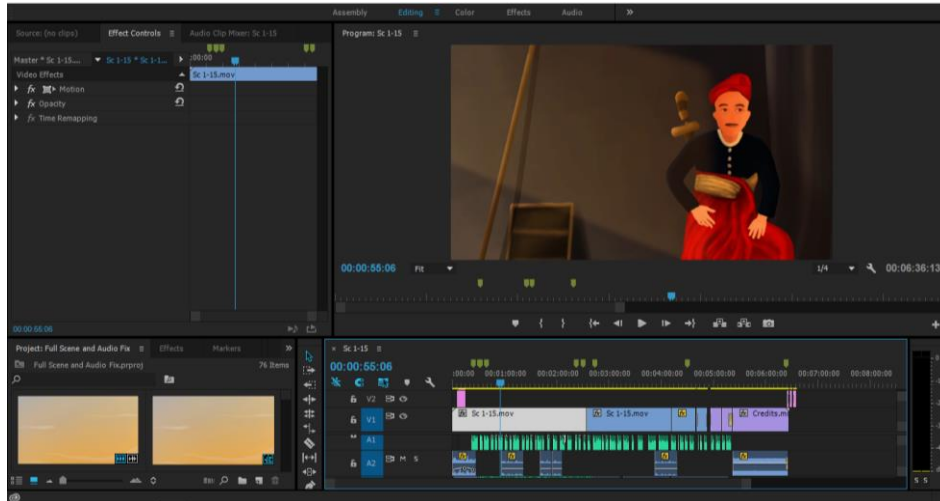 Assembly Editing Color Effects Audio
Source: (no clips) Effect Controls Audio Clip Mixer: Sc 1-15 Program: Sc 1-15
Master * Sc 1-15.... Sc 1-15 * Sc 1-1... ;00:00
Video Effects Sc 1-15.mov
fx Motion
fx Opacity
fx Time Remapping
00:00:55:06 Fit 1/4 00:06:36:13
00:00:55:06
Project: Full Scene and Audio Fix Effects Markers
Full Scene and Audio Fix.prproj 76 Items
× Sc 1-15
00:00:55:06
:00:00 00:01:00:00 00:02:00:00 00:03:00:00 00:04:00:00 00:05:00:00 00:06:00:00 00:07:00:00 00:08:00:00
V2
V1 fx Sc 1-15.mov fx Sc 1-15.mov fx fx Credits.m
A1
A2 M S
S S